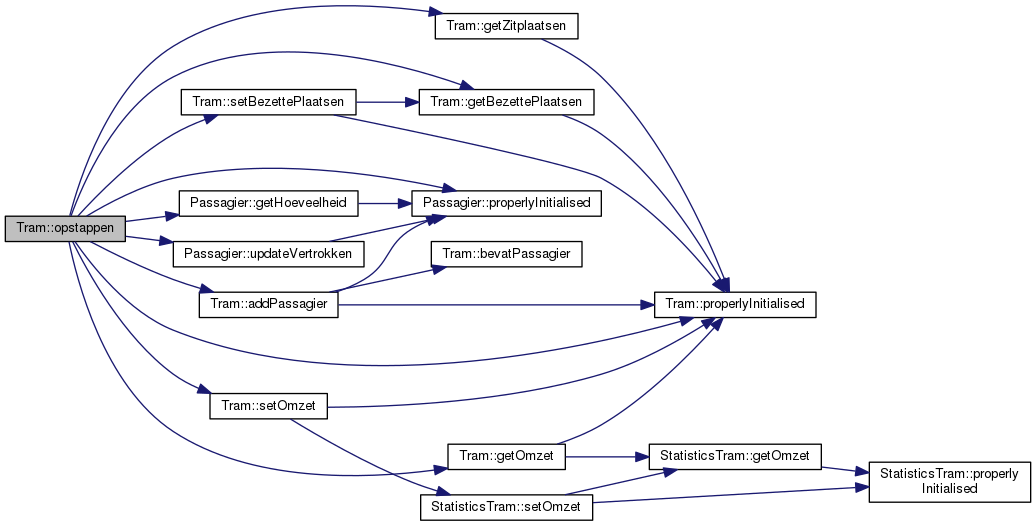 Tram::getZitplaatsen
Tram::setBezettePlaatsen
Tram::getBezettePlaatsen
Passagier::getHoeveelheid
Passagier::properlyInitialised
Tram::opstappen
Passagier::updateVertrokken
Tram::bevatPassagier
Tram::addPassagier
Tram::properlyInitialised
Tram::setOmzet
Tram::getOmzet
StatisticsTram::getOmzet
StatisticsTram::properly
Initialised
StatisticsTram::setOmzet